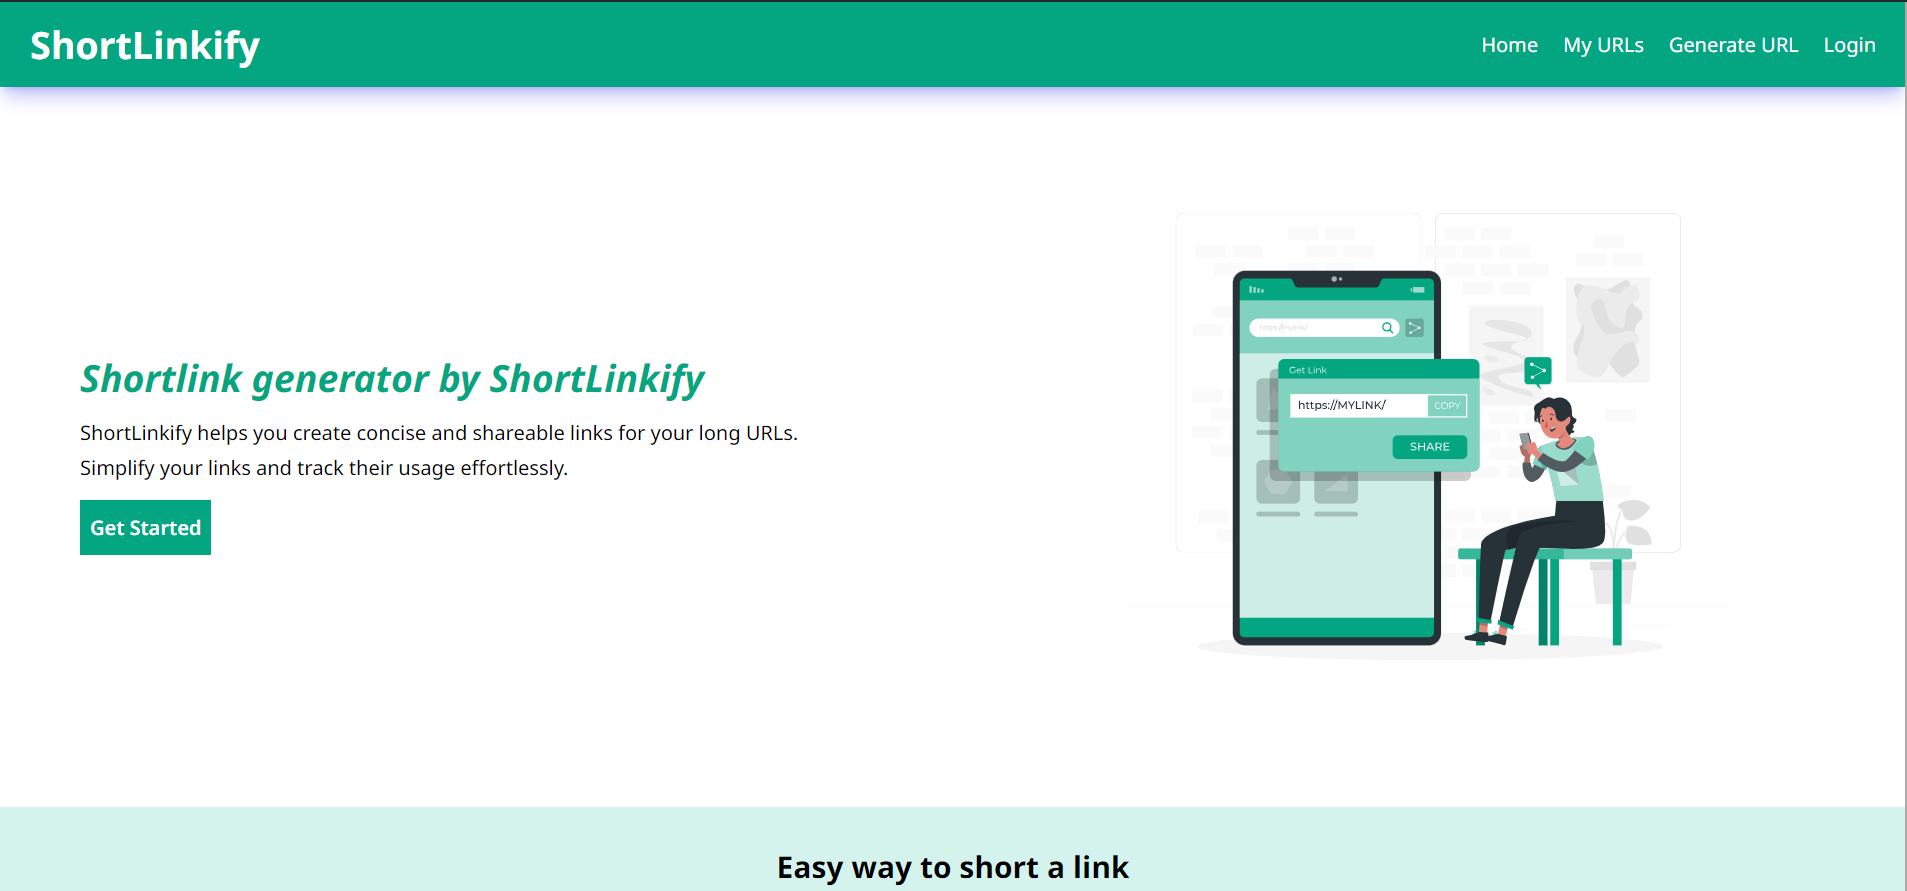 ShortLinkify
Home My URLs Generate URL Login
https://mylink/
Get Link
https://MYLINK/ COPY
SHARE
Shortlink generator by ShortLinkify
ShortLinkify helps you create concise and shareable links for your long URLs.
Simplify your links and track their usage effortlessly.
Get Started
Easy way to short a link